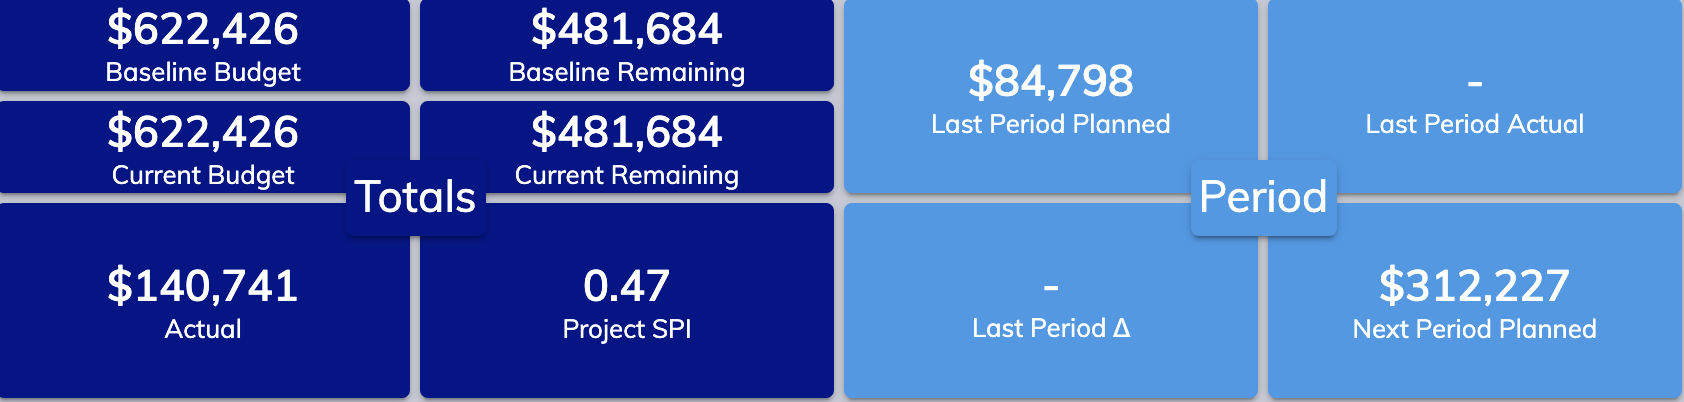 $622,426
Baseline Budget
$481,684
Baseline Remaining
$622,426
Current Budget
$481,684
Current Remaining
Totals
$140,741
Actual
0.47
Project SPI
$84,798
Last Period Planned
-
Last Period Actual
Period
-
Last Period Δ
$312,227
Next Period Planned